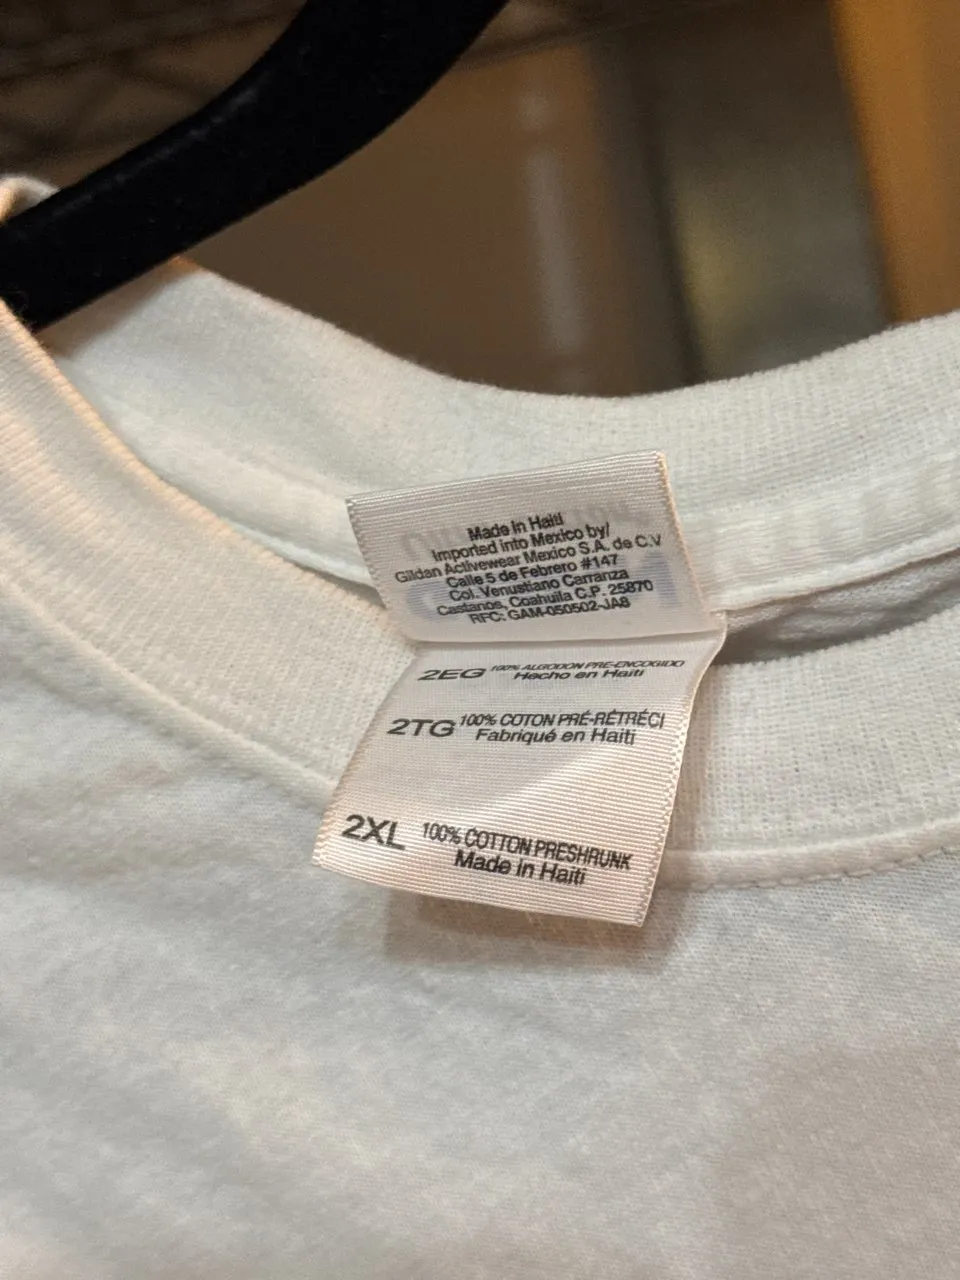 Made in Haiti
Imported into Mexico by/
Gildan Activewear Mexico S.A. de C.V
Calle 5 de Febrero #147
Col. Venustiano Carranza
Castanos, Coahuila C.P. 25870
RFC: GAM-050502-JA8
2EG 100% ALGODON PRE-ENCOGIDO
Hecho en Haiti
2TG 100% COTON PRÉ-RÉTRÉCI
Fabriqué en Haiti
2XL 100% COTTON PRESHRUNK
Made in Haiti